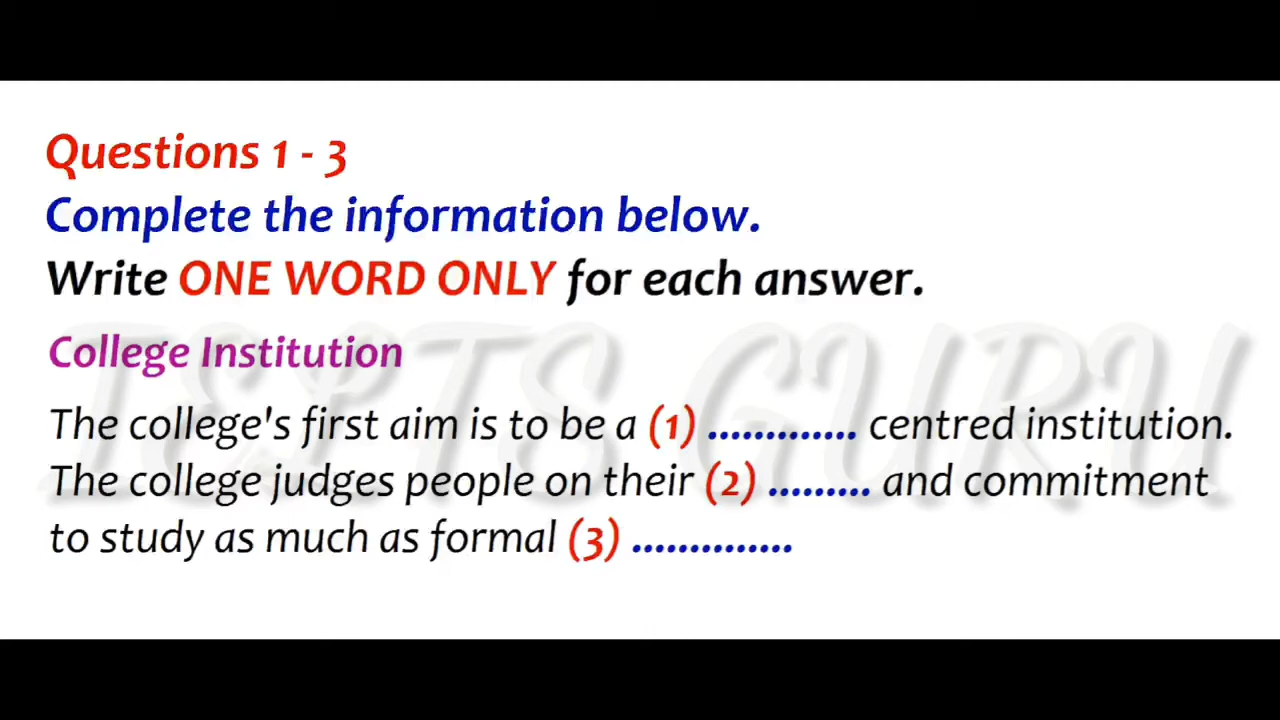 Questions 1 - 3
Complete the information below.
Write ONE WORD ONLY for each answer.
IELTS GURU
College Institution
The college's first aim is to be a (1) ............. centred institution.
The college judges people on their (2) ......... and commitment
to study as much as formal (3) ..............